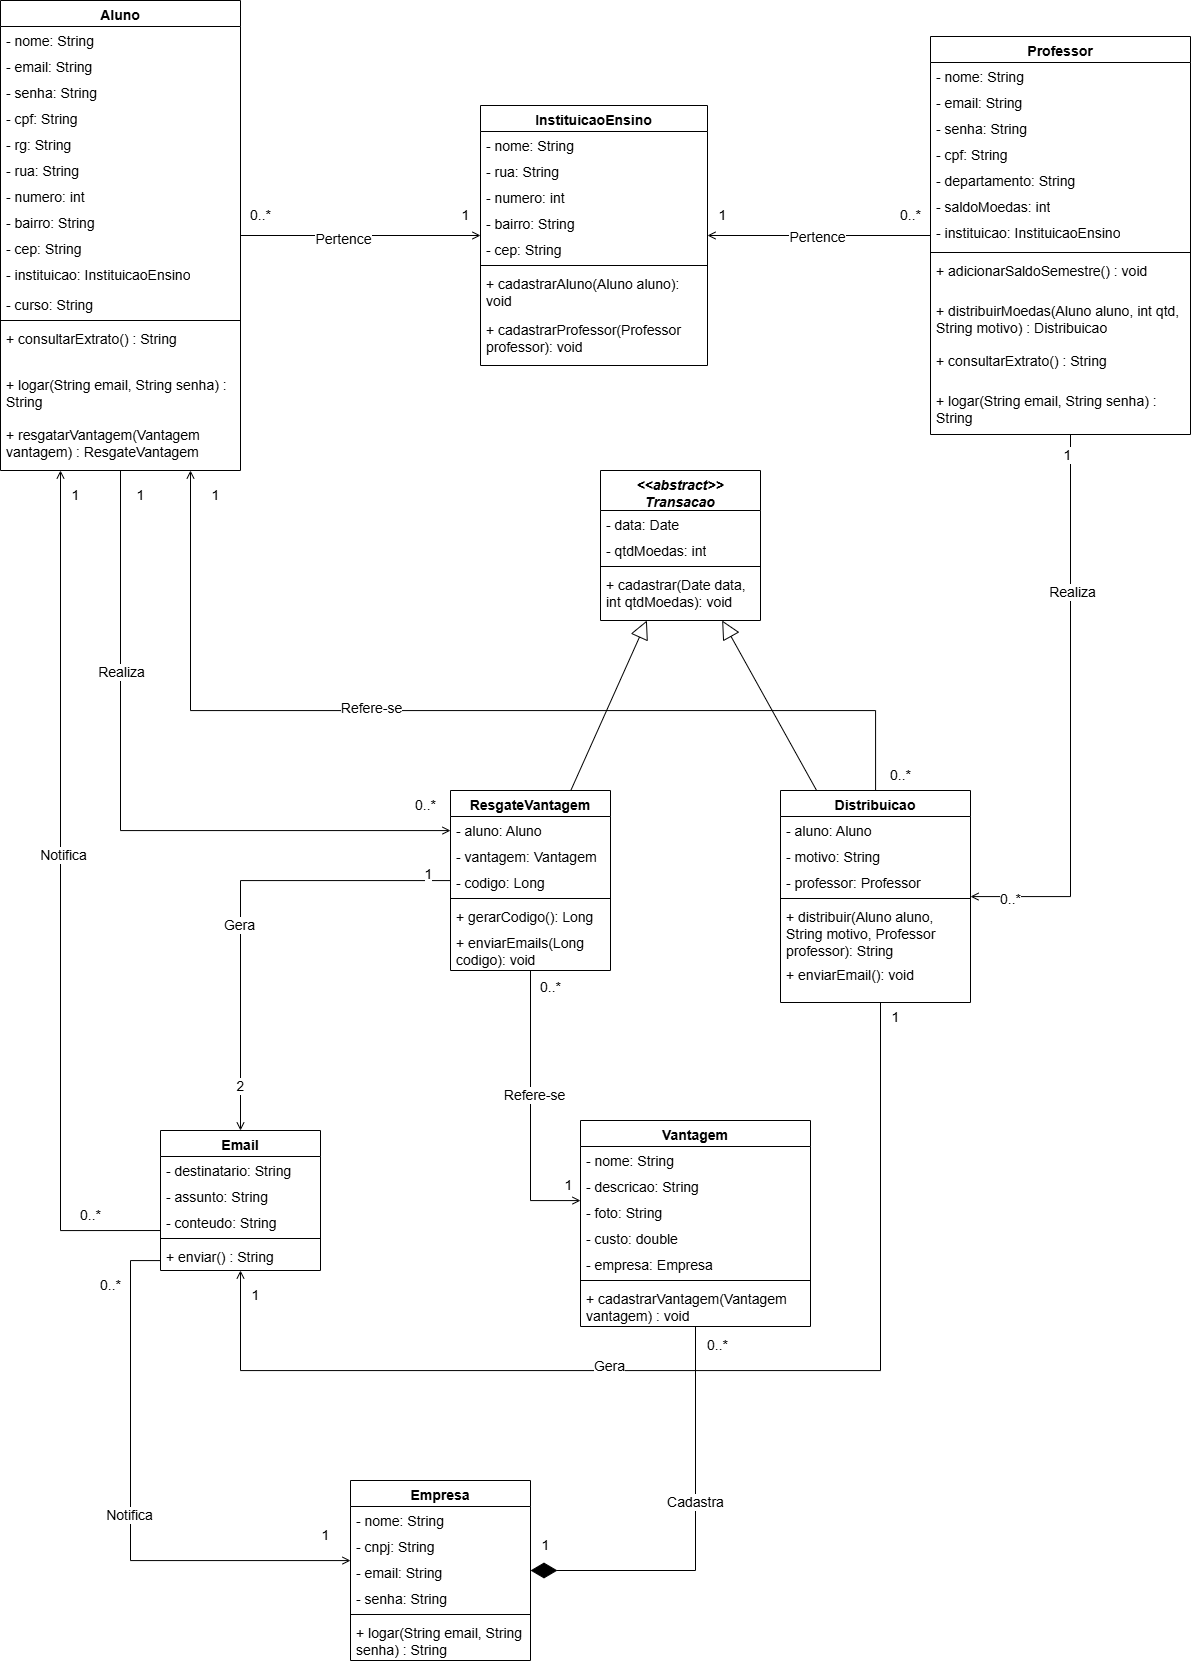 Aluno
- nome: String
- email: String
- senha: String
- cpf: String
- rg: String
- rua: String
- numero: int
- bairro: String
- cep: String
- instituicao: InstituicaoEnsino
- curso: String
+ consultarExtrato() : String
+ logar(String email, String senha) :
String
+ resgatarVantagem(Vantagem
vantagem) : ResgateVantagem
0..*
Pertence
1
InstituicaoEnsino
- nome: String
- rua: String
- numero: int
- bairro: String
- cep: String
+ cadastrarAluno(Aluno aluno):
void
+ cadastrarProfessor(Professor
professor): void
1
Pertence
0..*
Professor
- nome: String
- email: String
- senha: String
- cpf: String
- departamento: String
- saldoMoedas: int
- instituicao: InstituicaoEnsino
+ adicionarSaldoSemestre() : void
+ distribuirMoedas(Aluno aluno, int qtd,
String motivo) : Distribuicao
+ consultarExtrato() : String
+ logar(String email, String senha) :
String
1
Realiza
0..*
1
1
1
<<abstract>>
Transacao
- data: Date
- qtdMoedas: int
+ cadastrar(Date data,
int qtdMoedas): void
Realiza
Refere-se
0..*
0..*
Notifica
ResgateVantagem
- aluno: Aluno
- vantagem: Vantagem
- codigo: Long
+ gerarCodigo(): Long
+ enviarEmails(Long
codigo): void
Distribuicao
- aluno: Aluno
- motivo: String
- professor: Professor
+ distribuir(Aluno aluno,
String motivo, Professor
professor): String
+ enviarEmail(): void
1
Gera
2
0..*
Refere-se
1
1
Email
- destinatario: String
- assunto: String
- conteudo: String
+ enviar() : String
0..*
0..*
1
Vantagem
- nome: String
- descricao: String
- foto: String
- custo: double
- empresa: Empresa
+ cadastrarVantagem(Vantagem
vantagem) : void
0..*
Gera
Cadastra
Notifica
1
Empresa
- nome: String
- cnpj: String
- email: String
- senha: String
+ logar(String email, String
senha) : String
1